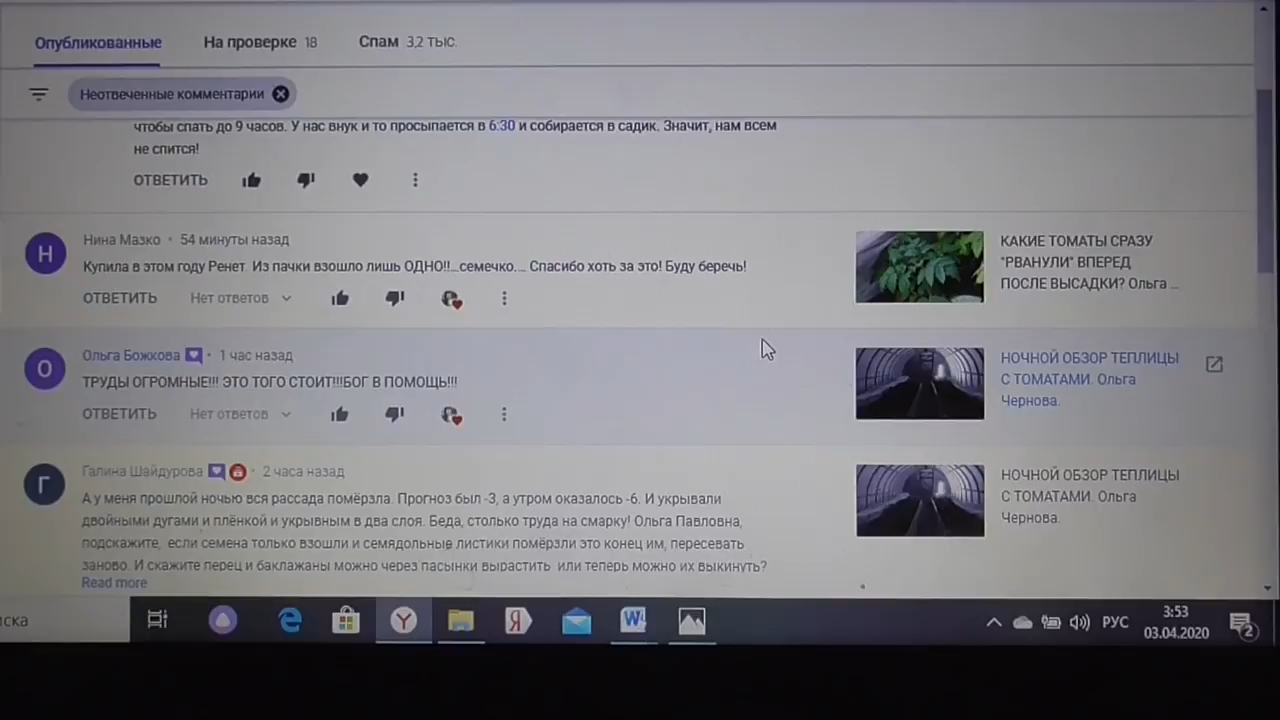 Опубликованные На проверке 18 Спам 3,2 тыс.
Неотвеченные комментарии
чтобы спать до 9 часов. У нас внук и то просыпается в 6:30 и собирается в садик. Значит, нам всем
не спится!
ОТВЕТИТЬ
Н
Нина Мазко • 54 минуты назад
Купила в этом году Ренет. Из пачки взошло лишь ОДНО!!...семечко.... Спасибо хоть за это! Буду беречь!
ОТВЕТИТЬ Нет ответов
КАКИЕ ТОМАТЫ СРАЗУ
"РВАНУЛИ" ВПЕРЕД
ПОСЛЕ ВЫСАДКИ? Ольга ...
О
Ольга Божкова • 1 час назад
ТРУДЫ ОГРОМНЫЕ!!! ЭТО ТОГО СТОИТ!!!БОГ В ПОМОЩЬ!!!
ОТВЕТИТЬ Нет ответов
НОЧНОЙ ОБЗОР ТЕПЛИЦЫ
С ТОМАТАМИ. Ольга
Чернова.
Г
Галина Шайдурова • 2 часа назад
А у меня прошлой ночью вся рассада помёрзла. Прогноз был -3, а утром оказалось -6. И укрывали
двойными дугами и плёнкой и укрывным в два слоя. Беда, столько труда на смарку! Ольга Павловна,
подскажите, если семена только взошли и семядольные листики помёрзли это конец им, пересевать
заново. И скажите перец и баклажаны можно через пасынки вырастить или теперь можно их выкинуть?
Read more
НОЧНОЙ ОБЗОР ТЕПЛИЦЫ
С ТОМАТАМИ. Ольга
Чернова.
иска
РУС
3:53
03.04.2020
2